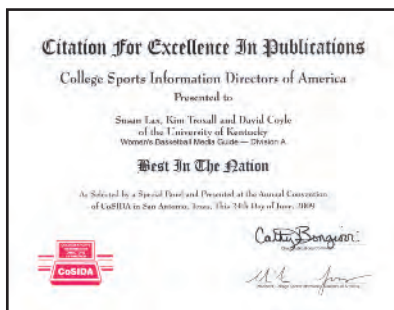 Citation For Excellence In Publications
College Sports Information Directors of America
Presented to
Susan Lax, Kim Troxall and David Coyle
of the University of Kentucky
Women's Basketball Media Guide — Division A
Best In The Nation
As Selected by a Special Panel and Presented at the Annual Convention
of CoSIDA in San Antonio, Texas, This 24th Day of June, 2009
Cathy Bongiovi
CoSIDA